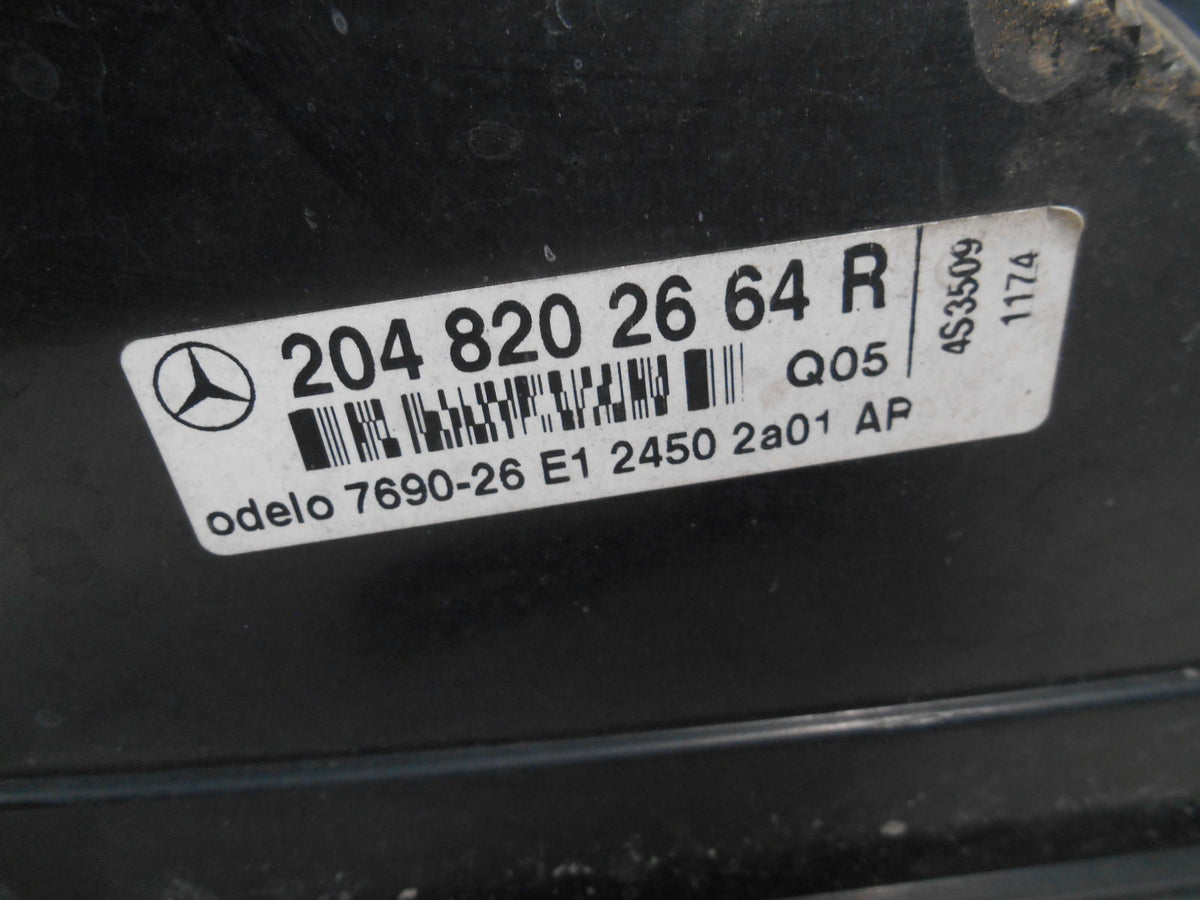 204 820 26 64 R
Q05
odelo 7690-26 E1 2450 2a01 AP
4S3509
1174